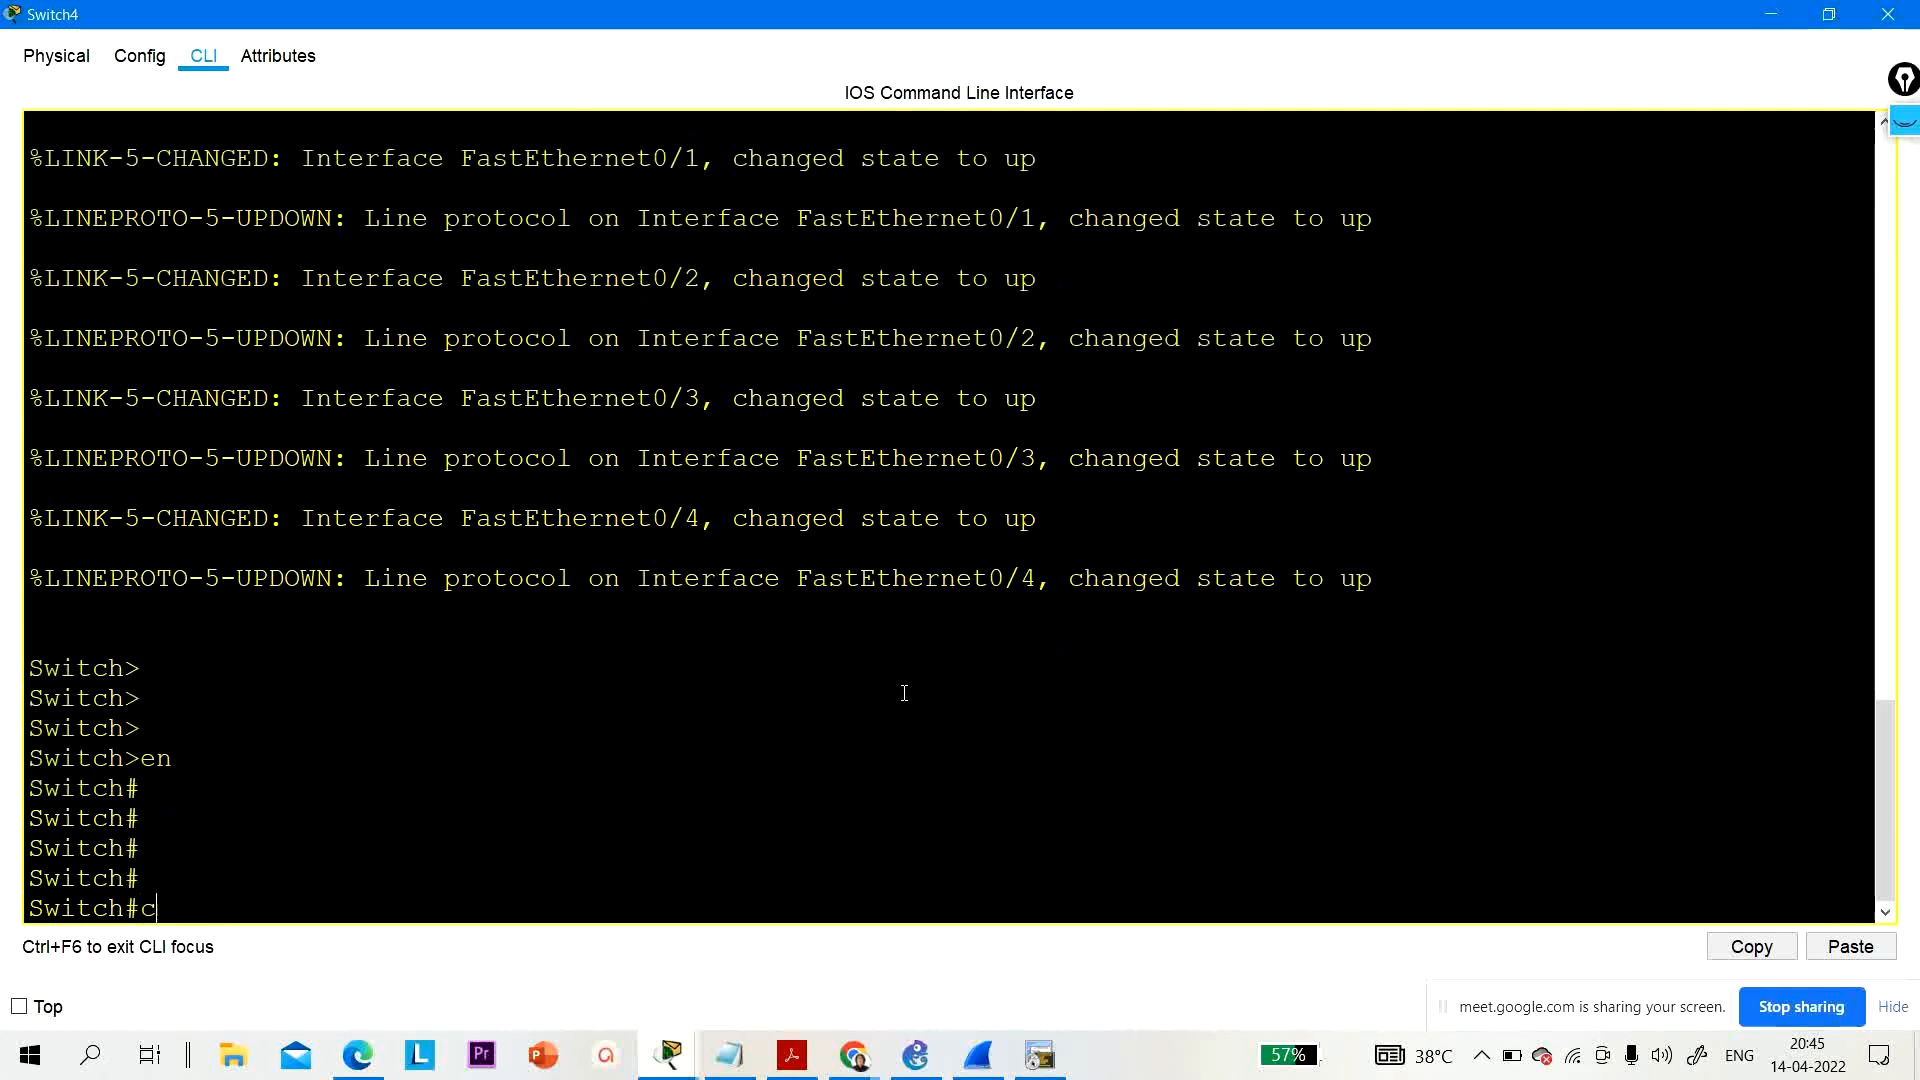 Switch4
Physical Config CLI Attributes
IOS Command Line Interface
%LINK-5-CHANGED: Interface FastEthernet0/1, changed state to up
%LINEPROTO-5-UPDOWN: Line protocol on Interface FastEthernet0/1, changed state to up
%LINK-5-CHANGED: Interface FastEthernet0/2, changed state to up
%LINEPROTO-5-UPDOWN: Line protocol on Interface FastEthernet0/2, changed state to up
%LINK-5-CHANGED: Interface FastEthernet0/3, changed state to up
%LINEPROTO-5-UPDOWN: Line protocol on Interface FastEthernet0/3, changed state to up
%LINK-5-CHANGED: Interface FastEthernet0/4, changed state to up
%LINEPROTO-5-UPDOWN: Line protocol on Interface FastEthernet0/4, changed state to up
Switch>
Switch>
Switch>
Switch>en
Switch#
Switch#
Switch#
Switch#
Switch#c
Ctrl+F6 to exit CLI focus
Copy Paste
Top
meet.google.com is sharing your screen. Stop sharing Hide
L Pr P a 57% 38°C ENG 20:45
14-04-2022